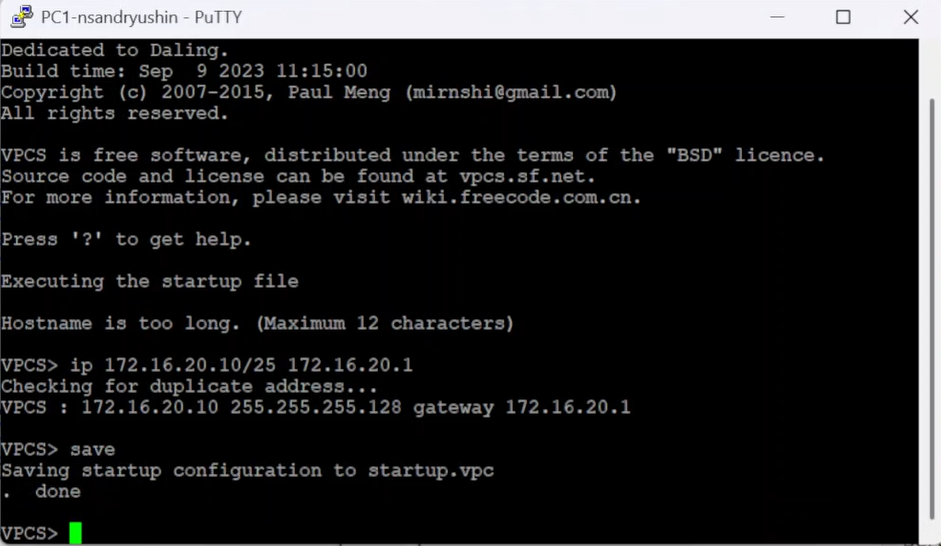 PC1-nsandryushin - PuTTY
Dedicated to Daling.
Build time: Sep  9 2023 11:15:00
Copyright (c) 2007-2015, Paul Meng (mirnshi@gmail.com)
All rights reserved.
VPCS is free software, distributed under the terms of the "BSD" licence.
Source code and license can be found at vpcs.sf.net.
For more information, please visit wiki.freecode.com.cn.
Press '?' to get help.
Executing the startup file
Hostname is too long. (Maximum 12 characters)
VPCS> ip 172.16.20.10/25 172.16.20.1
Checking for duplicate address...
VPCS : 172.16.20.10 255.255.255.128 gateway 172.16.20.1
VPCS> save
Saving startup configuration to startup.vpc
.  done
VPCS>